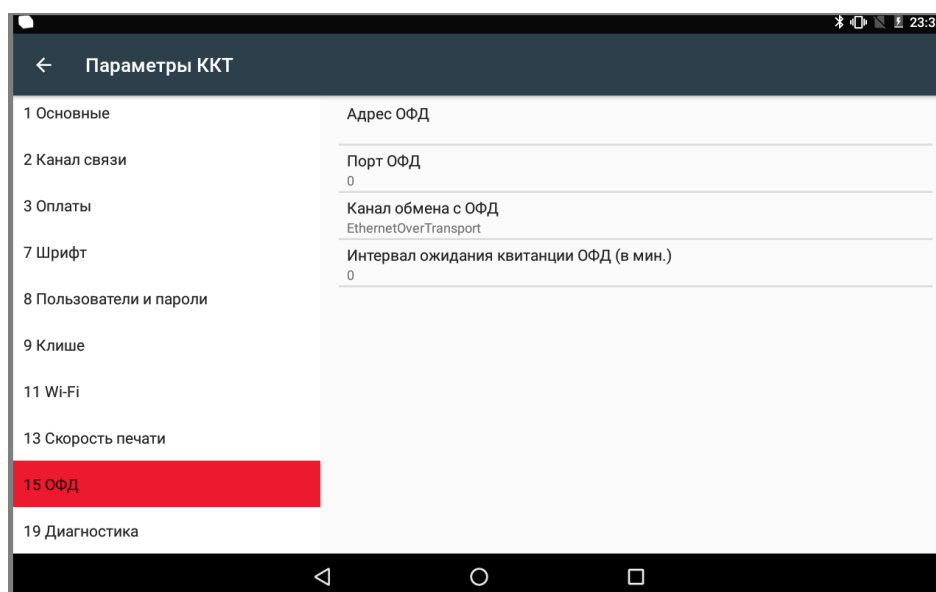 23:3
Параметры ККТ
1 Основные
2 Канал связи
3 Оплаты
7 Шрифт
8 Пользователи и пароли
9 Клише
11 Wi-Fi
13 Скорость печати
15 ОФД
19 Диагностика
Адрес ОФД
Порт ОФД
0
Канал обмена с ОФД
EthernetOverTransport
Интервал ожидания квитанции ОФД (в мин.)
0